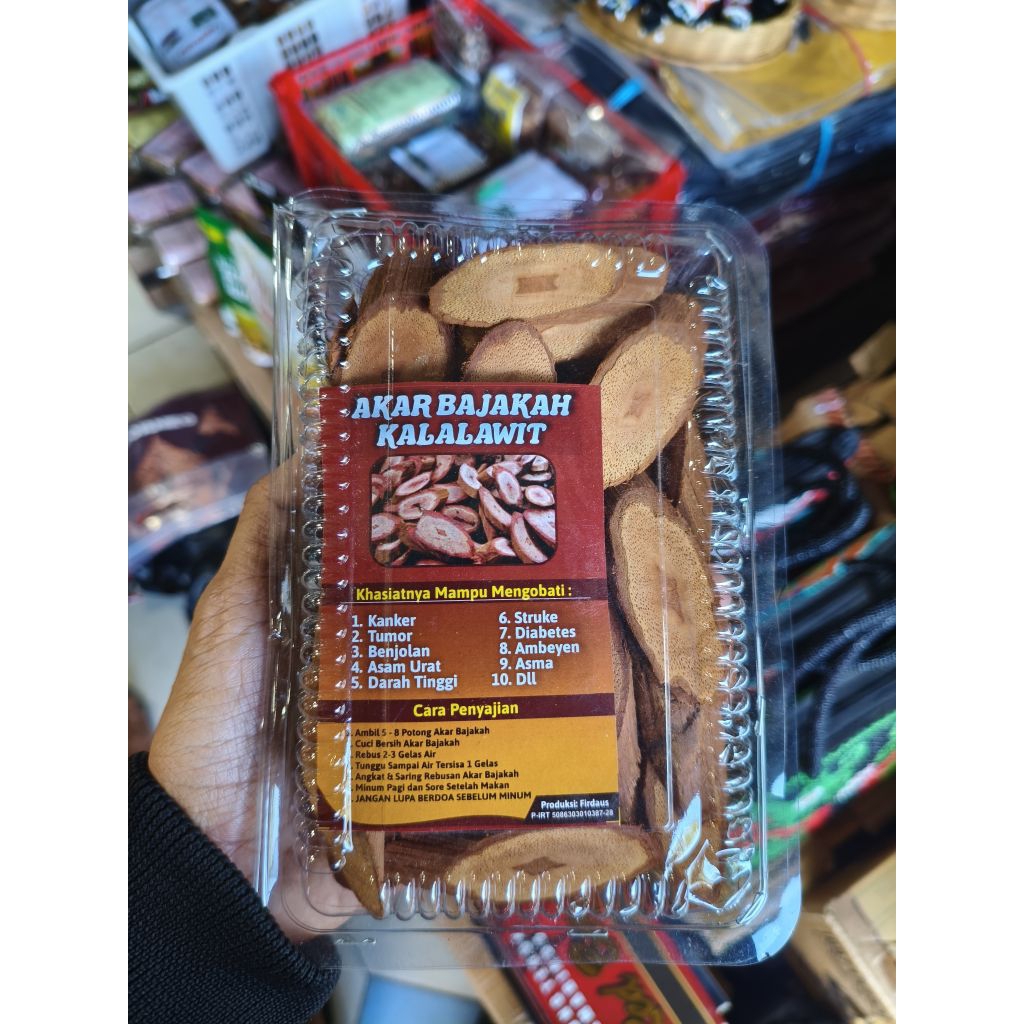 AKAR BAJAKAH
KALALAWIT
Khasiatnya Mampu Mengobati :
1. Kanker
2. Tumor
3. Benjolan
4. Asam Urat
5. Darah Tinggi
6. Struke
7. Diabetes
8. Ambeyen
9. Asma
10. Dll
Cara Penyajian
Ambil 5 - 8 Potong Akar Bajakah
Cuci Bersih Akar Bajakah
Rebus 2-3 Gelas Air
Tunggu Sampai Air Tersisa 1 Gelas
Angkat & Saring Rebusan Akar Bajakah
Minum Pagi dan Sore Setelah Makan
JANGAN LUPA BERDOA SEBELUM MINUM
Produksi: Firdaus
P-IRT 5086303010387-28